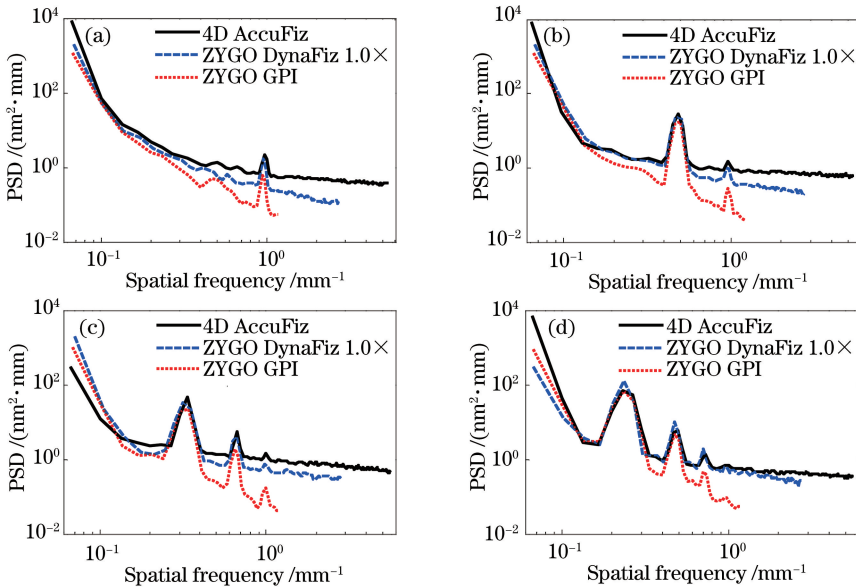 (a)
4D AccuFiz
ZYGO DynaFiz 1.0×
ZYGO GPI
PSD /(nm²·mm)
10⁴
10²
10⁰
10⁻²
10⁻¹
10⁰
Spatial frequency /mm⁻¹
(b)
4D AccuFiz
ZYGO DynaFiz 1.0×
ZYGO GPI
PSD /(nm²·mm)
10⁴
10²
10⁰
10⁻²
10⁻¹
10⁰
Spatial frequency /mm⁻¹
(c)
4D AccuFiz
ZYGO DynaFiz 1.0×
ZYGO GPI
PSD /(nm²·mm)
10⁴
10²
10⁰
10⁻²
10⁻¹
10⁰
Spatial frequency /mm⁻¹
(d)
4D AccuFiz
ZYGO DynaFiz 1.0×
ZYGO GPI
PSD /(nm²·mm)
10⁴
10²
10⁰
10⁻²
10⁻¹
10⁰
Spatial frequency /mm⁻¹